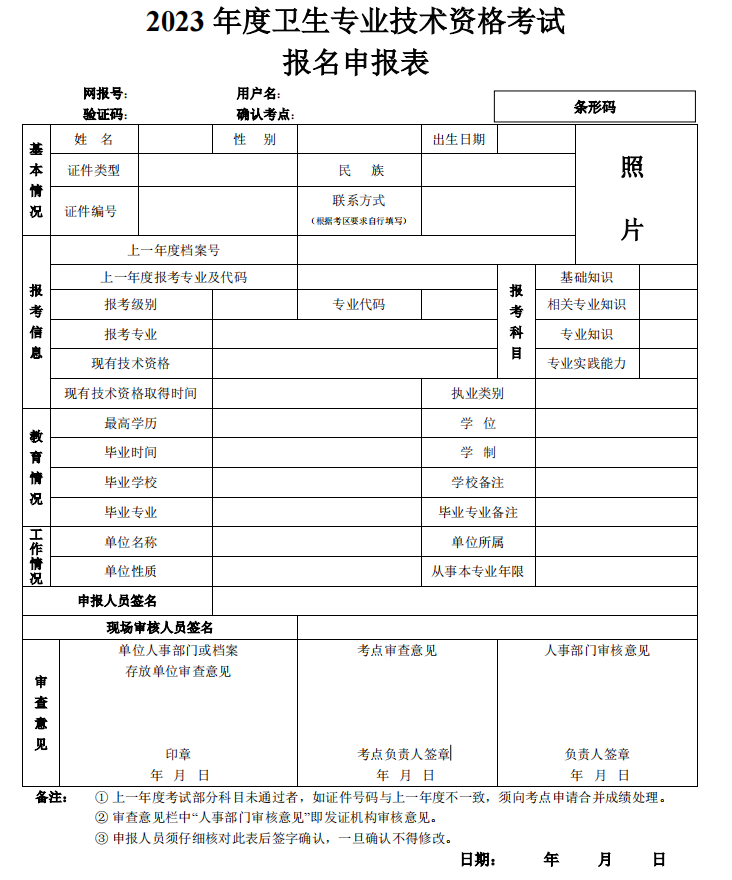 2023 年度卫生专业技术资格考试
报名申报表
网报号： 用户名：
验证码： 确认考点：
条形码
基本情况
姓 名 性 别 出生日期
证件类型 民 族
证件编号 联系方式
（根据考区要求自行填写）
照
片
报考信息
上一年度档案号
上一年度报考专业及代码
报考级别 专业代码
报考专业
现有技术资格
报考科目
基础知识
相关专业知识
专业知识
专业实践能力
现有技术资格取得时间 执业类别
教育情况
最高学历 学 位
毕业时间 学 制
毕业学校 学校备注
毕业专业 毕业专业备注
工作情况
单位名称 单位所属
单位性质 从事本专业年限
申报人员签名
现场审核人员签名
审查意见
单位人事部门或档案 考点审查意见 人事部门审核意见
存放单位审查意见
印章 考点负责人签章 负责人签章
年 月 日 年 月 日 年 月 日
备注： ① 上一年度考试部分科目未通过者，如证件号码与上一年度不一致，须向考点申请合并成绩处理。
② 审查意见栏中“人事部门审核意见”即发证机构审核意见。
③ 申报人员须仔细核对此表后签字确认，一旦确认不得修改。
日期： 年 月 日